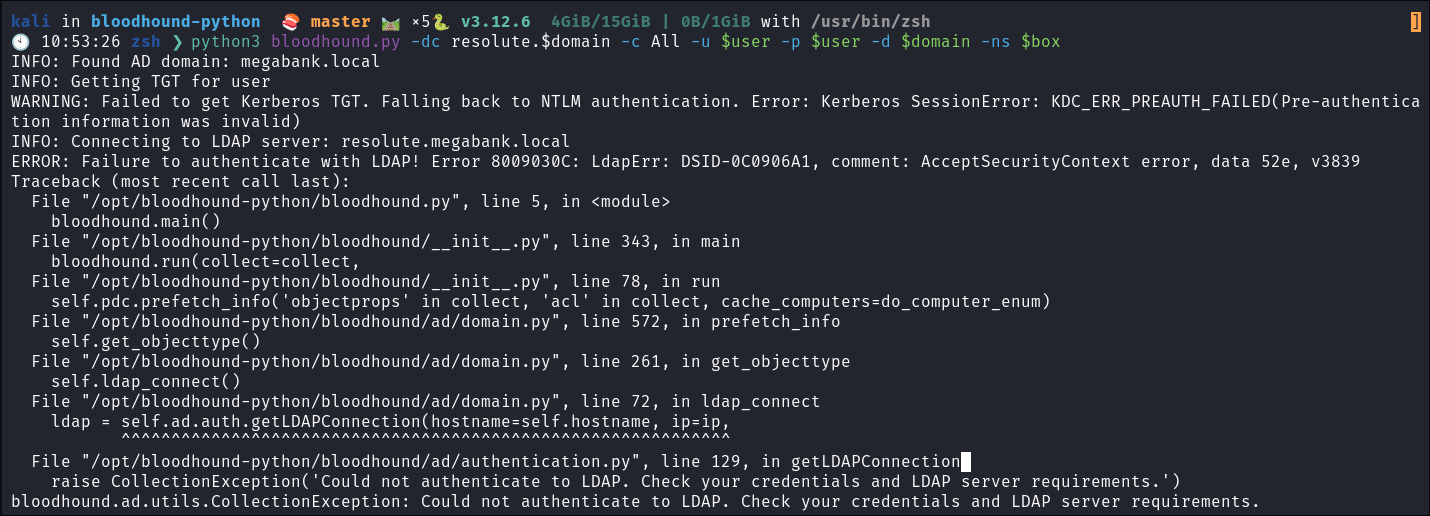 kali in bloodhound-python 🍣 master 🛤️ ×5🐍 v3.12.6 4GiB/15GiB | 0B/1GiB with /usr/bin/zsh ]
🕙 10:53:26 zsh ❯ python3 bloodhound.py -dc resolute.$domain -c All -u $user -p $user -d $domain -ns $box
INFO: Found AD domain: megabank.local
INFO: Getting TGT for user
WARNING: Failed to get Kerberos TGT. Falling back to NTLM authentication. Error: Kerberos SessionError: KDC_ERR_PREAUTH_FAILED(Pre-authentica
tion information was invalid)
INFO: Connecting to LDAP server: resolute.megabank.local
ERROR: Failure to authenticate with LDAP! Error 8009030C: LdapErr: DSID-0C0906A1, comment: AcceptSecurityContext error, data 52e, v3839
Traceback (most recent call last):
  File "/opt/bloodhound-python/bloodhound.py", line 5, in <module>
    bloodhound.main()
  File "/opt/bloodhound-python/bloodhound/__init__.py", line 343, in main
    bloodhound.run(collect=collect,
  File "/opt/bloodhound-python/bloodhound/__init__.py", line 78, in run
    self.pdc.prefetch_info('objectprops' in collect, 'acl' in collect, cache_computers=do_computer_enum)
  File "/opt/bloodhound-python/bloodhound/ad/domain.py", line 572, in prefetch_info
    self.get_objecttype()
  File "/opt/bloodhound-python/bloodhound/ad/domain.py", line 261, in get_objecttype
    self.ldap_connect()
  File "/opt/bloodhound-python/bloodhound/ad/domain.py", line 72, in ldap_connect
    ldap = self.ad.auth.getLDAPConnection(hostname=self.hostname, ip=ip,
           ^^^^^^^^^^^^^^^^^^^^^^^^^^^^^^^^^^^^^^^^^^^^^^^^^^^^^^^^^^^^^
  File "/opt/bloodhound-python/bloodhound/ad/authentication.py", line 129, in getLDAPConnection
    raise CollectionException('Could not authenticate to LDAP. Check your credentials and LDAP server requirements.')
bloodhound.ad.utils.CollectionException: Could not authenticate to LDAP. Check your credentials and LDAP server requirements.